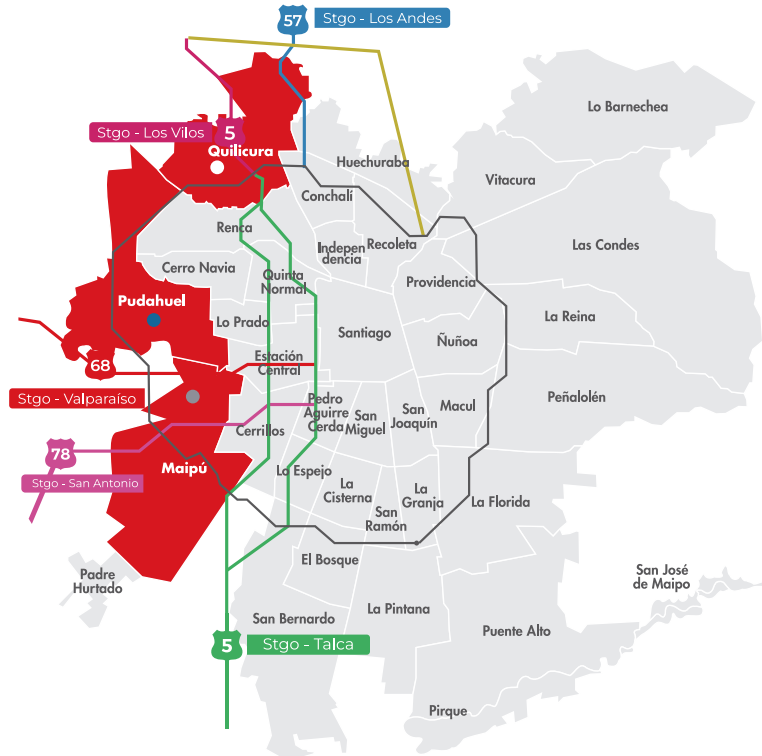 57
Stgo - Los Andes
Lo Barnechea
Stgo - Los Vilos
5
Quilicura
Huechuraba
Vitacura
Conchalí
Renca
Indepen
dencia
Recoleta
Las Condes
Cerro Navia
Quinta
Normal
Providencia
Pudahuel
Lo Prado
Santiago
Ñuñoa
La Reina
68
Estación
Central
Stgo - Valparaíso
Pedro
Aguirre
Cerda
San
Miguel
San
Joaquín
Macul
Peñalolén
Cerrillos
78
Stgo - San Antonio
Maipú
Lo Espejo
La
Cisterna
San
Ramón
La
Granja
La Florida
El Bosque
Padre
Hurtado
San José
de Maipo
San Bernardo
La Pintana
Puente Alto
5
Stgo - Talca
Pirque